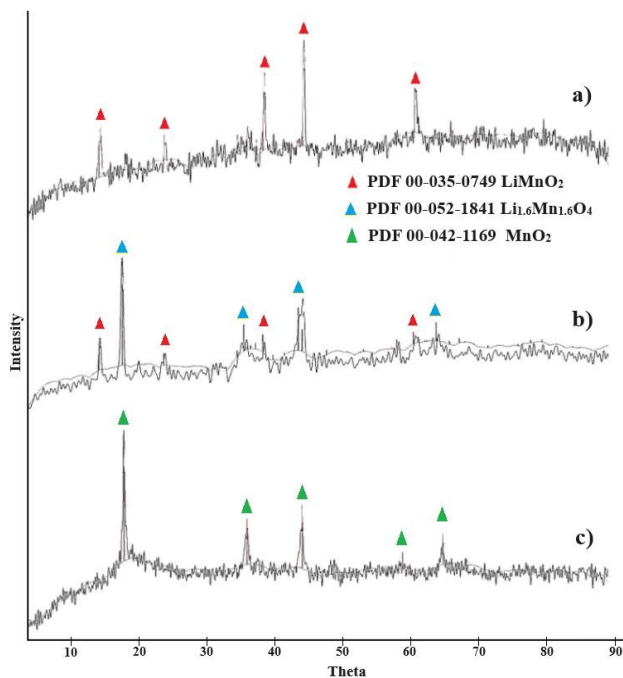 a)
PDF 00-035-0749 LiMnO₂
PDF 00-052-1841 Li₁.₆Mn₁.₆O₄
PDF 00-042-1169 MnO₂
b)
Intensity
c)
10 20 30 40 50 60 70 80 90
Theta